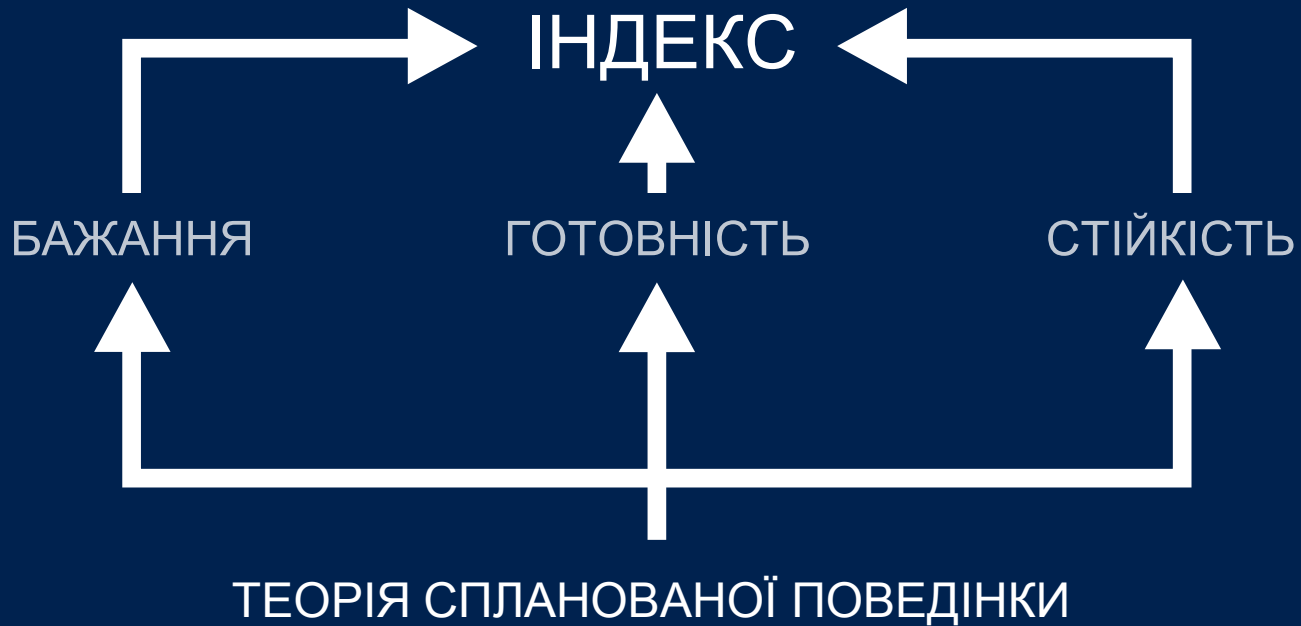 ІНДЕКС
БАЖАННЯ ГОТОВНІСТЬ СТІЙКІСТЬ
ТЕОРІЯ СПЛАНОВАНОЇ ПОВЕДІНКИ